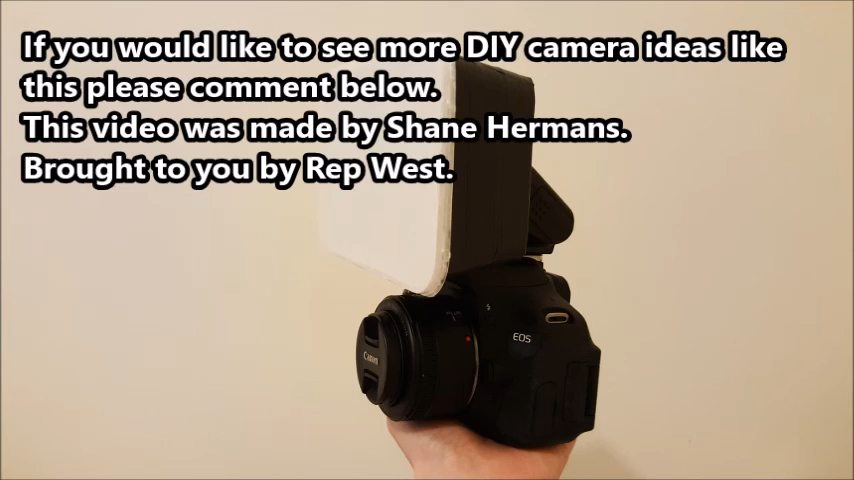 If you would like to see more DIY camera ideas like
this please comment below.
This video was made by Shane Hermans.
Brought to you by Rep West.
EOS
Canon